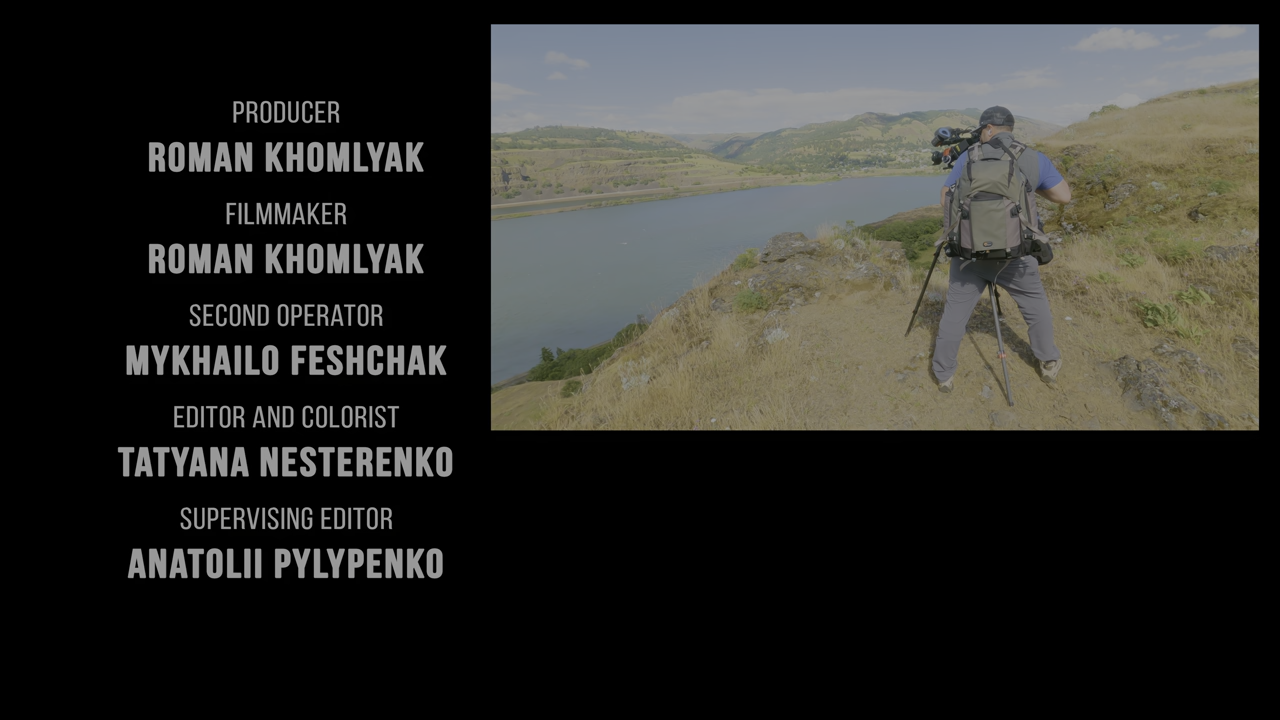 PRODUCER
ROMAN KHOMLYAK
FILMMAKER
ROMAN KHOMLYAK
SECOND OPERATOR
MYKHAILO FESHCHAK
EDITOR AND COLORIST
TATYANA NESTERENKO
SUPERVISING EDITOR
ANATOLII PYLYPENKO